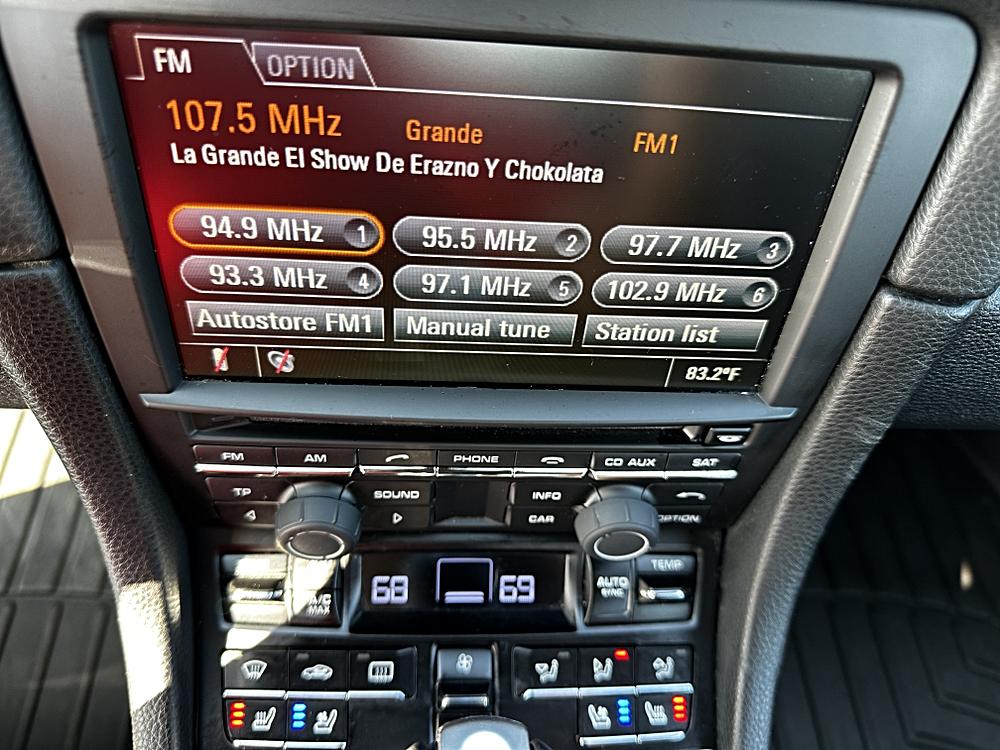 FM OPTION
107.5 MHz Grande FM1
La Grande El Show De Erazno Y Chokolata
94.9 MHz 1 95.5 MHz 2 97.7 MHz 3
93.3 MHz 4 97.1 MHz 5 102.9 MHz 6
Autostore FM1 Manual tune Station list
83.2°F
FM AM PHONE CD AUX SAT
TP SOUND INFO
CAR OPTION
68 69 AUTO SYNC TEMP
A/C MAX